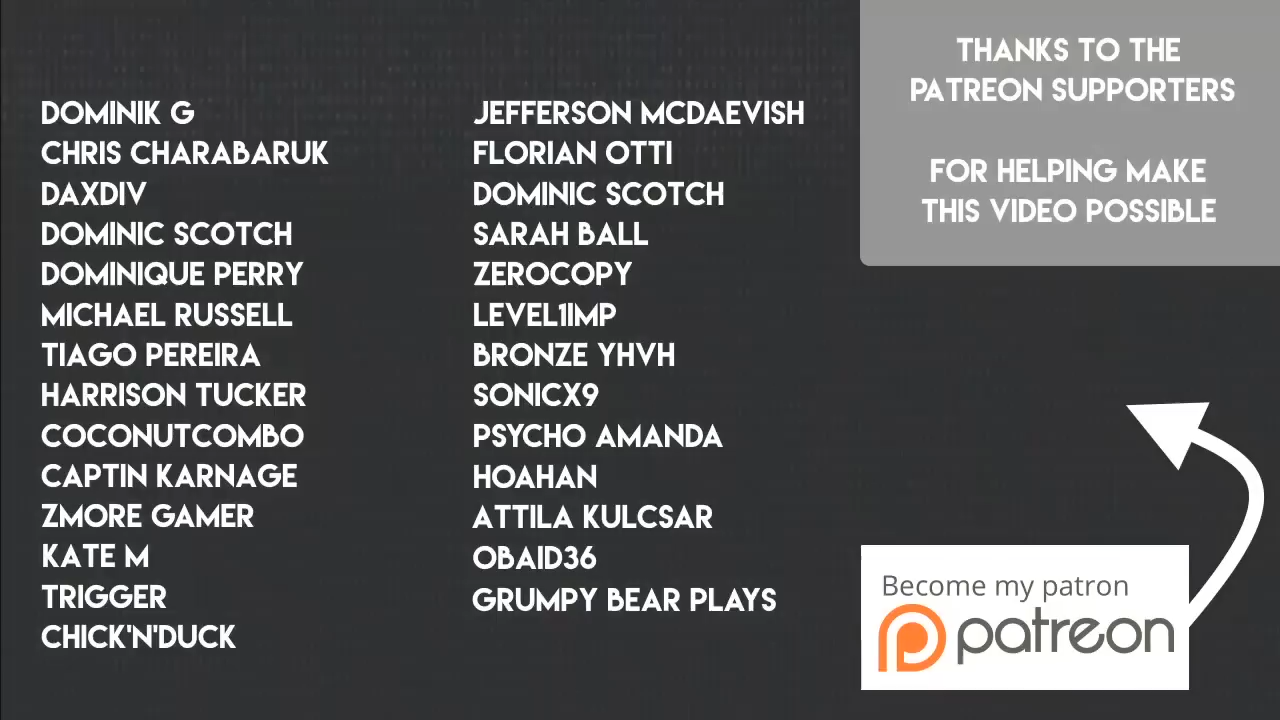 DOMINIK G
CHRIS CHARABARUK
DAXDIV
DOMINIC SCOTCH
DOMINIQUE PERRY
MICHAEL RUSSELL
TIAGO PEREIRA
HARRISON TUCKER
COCONUTCOMBO
CAPTIN KARNAGE
ZMORE GAMER
KATE M
TRIGGER
CHICK'N'DUCK
JEFFERSON MCDAEVISH
FLORIAN OTTI
DOMINIC SCOTCH
SARAH BALL
ZEROCOPY
LEVEL1IMP
BRONZE YHVH
SONICX9
PSYCHO AMANDA
HOAHAN
ATTILA KULCSAR
OBAID36
GRUMPY BEAR PLAYS
THANKS TO THE
PATREON SUPPORTERS
FOR HELPING MAKE
THIS VIDEO POSSIBLE
Become my patron
patreon